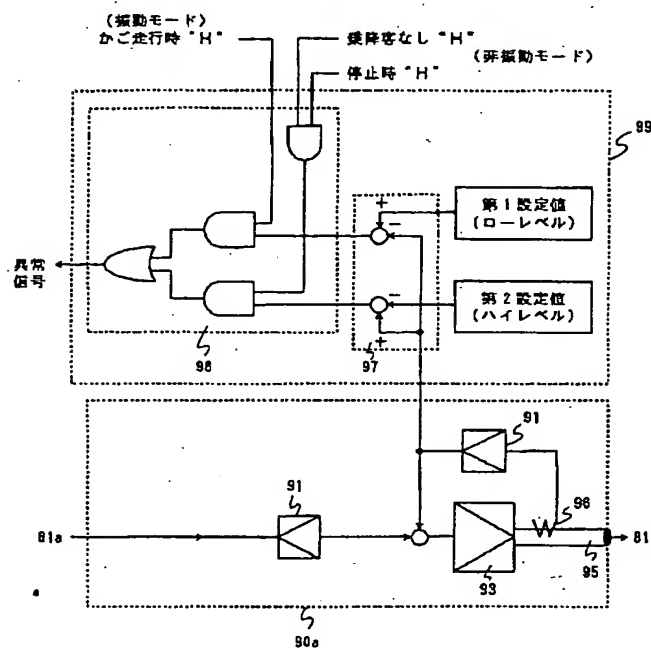 (振動モード)
かご走行時 "H"
乗降客なし "H"
(非振動モード)
停止時 "H"
99
第1設定値
(ローレベル)
異常
信号
第2設定値
(ハイレベル)
98
97
91
91
96
81a
81
93
95
90a